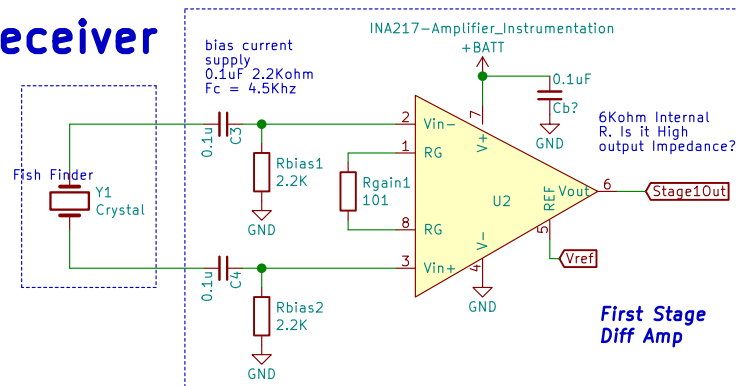 eceiver
bias current
supply
0.1uF 2.2Kohm
Fc = 4.5Khz
INA217-Amplifier_Instrumentation
+BATT
0.1uF
Cb?
GND
6Kohm Internal
R. Is it High
output Impedance?
Fish Finder
Y1
Crystal
0.1u
C3
Rbias1
2.2K
GND
2
Vin-
1
RG
Rgain1
101
8
RG
3
Vin+
7
V+
U2
REF
5
Vout
6
Stage1Out
Vref
V-
4
GND
0.1u
C4
Rbias2
2.2K
GND
First Stage
Diff Amp